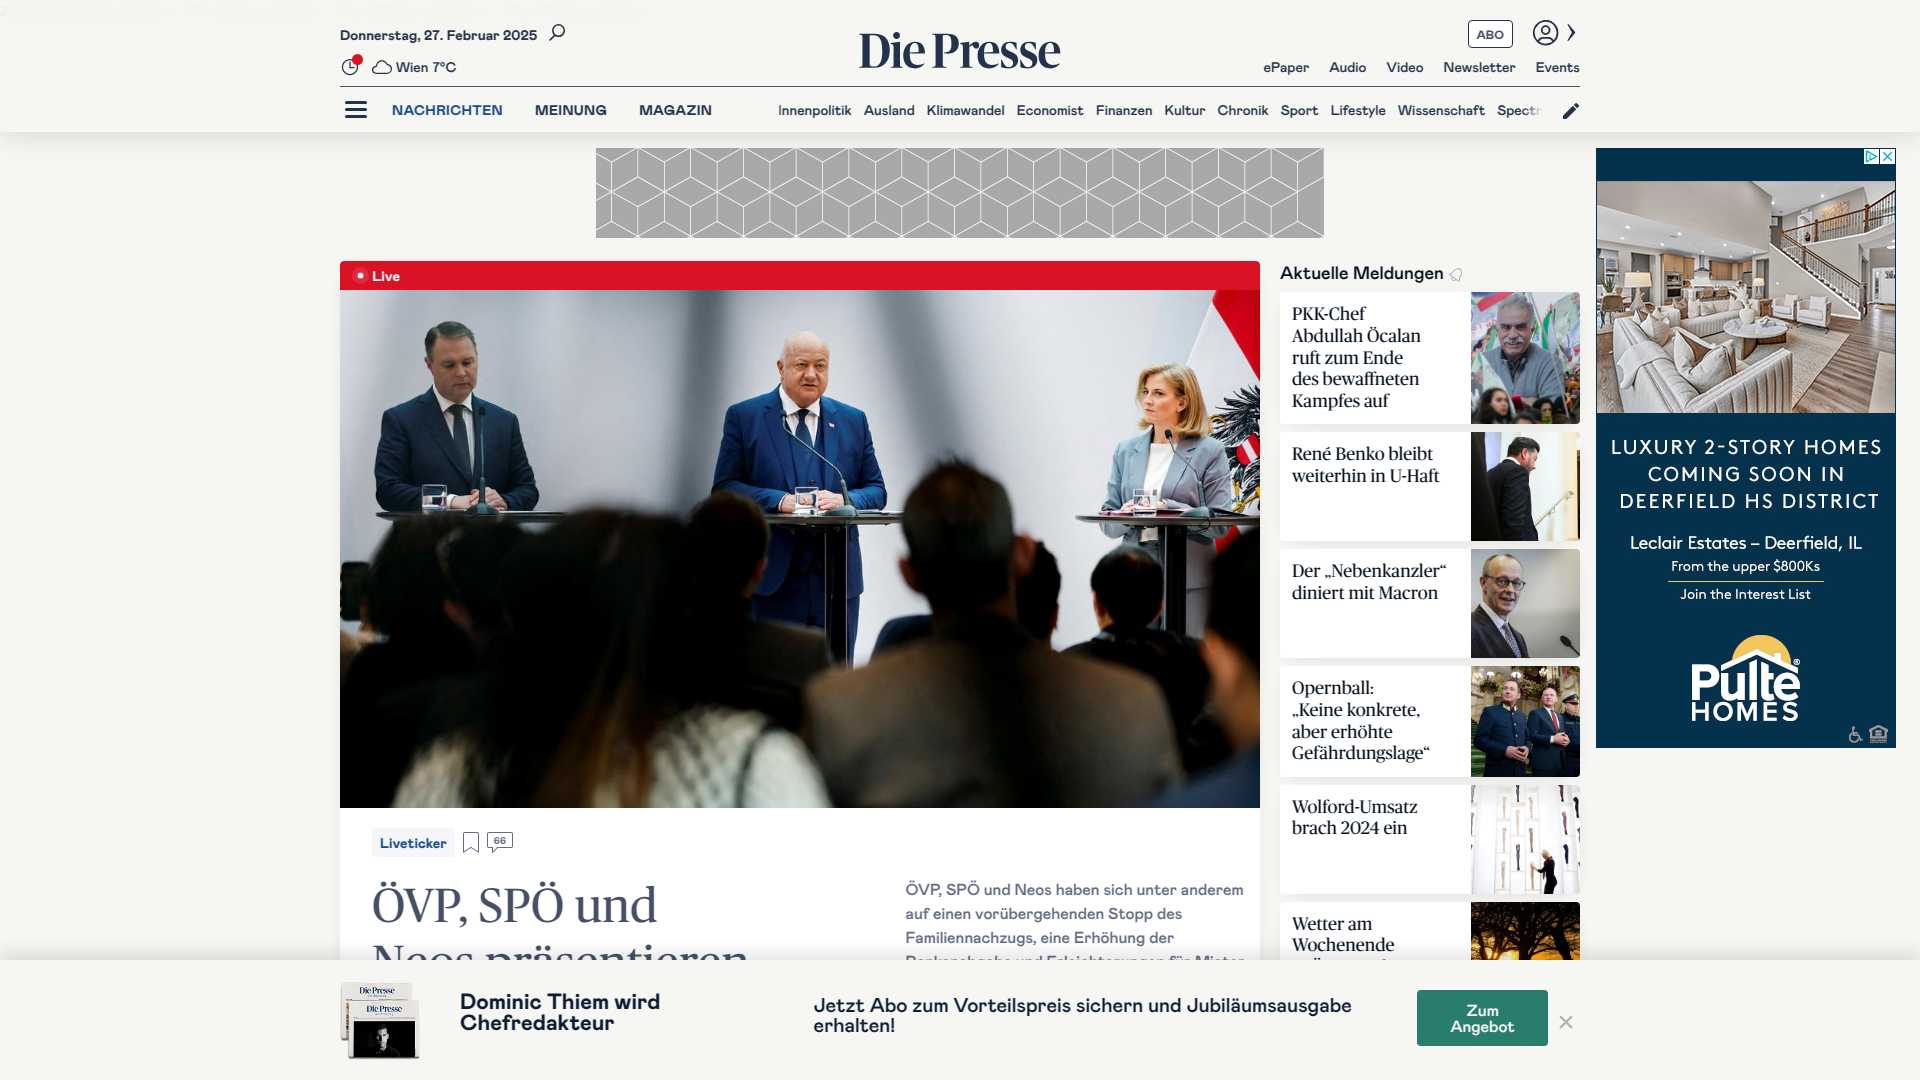 Donnerstag, 27. Februar 2025
Wien 7°C
Die Presse
ABO
ePaper Audio Video Newsletter Events
NACHRICHTEN MEINUNG MAGAZIN
Innenpolitik Ausland Klimawandel Economist Finanzen Kultur Chronik Sport Lifestyle Wissenschaft Spectr
Live
Liveticker
66
ÖVP, SPÖ und
Neos präsentieren
ÖVP, SPÖ und Neos haben sich unter anderem
auf einen vorübergehenden Stopp des
Familiennachzugs, eine Erhöhung der
Bankenabgabe und Erleichterungen für Mieter
Aktuelle Meldungen
PKK-Chef
Abdullah Öcalan
ruft zum Ende
des bewaffneten
Kampfes auf
René Benko bleibt
weiterhin in U-Haft
Der „Nebenkanzler“
diniert mit Macron
Opernball:
„Keine konkrete,
aber erhöhte
Gefährdungslage“
Wolford-Umsatz
brach 2024 ein
Wetter am
Wochenende
LUXURY 2-STORY HOMES
COMING SOON IN
DEERFIELD HS DISTRICT
Leclair Estates – Deerfield, IL
From the upper $800Ks
Join the Interest List
Pulte®
HOMES
Die Presse
Die Presse
Dominic Thiem wird
Chefredakteur
Jetzt Abo zum Vorteilspreis sichern und Jubiläumsausgabe
erhalten!
Zum
Angebot